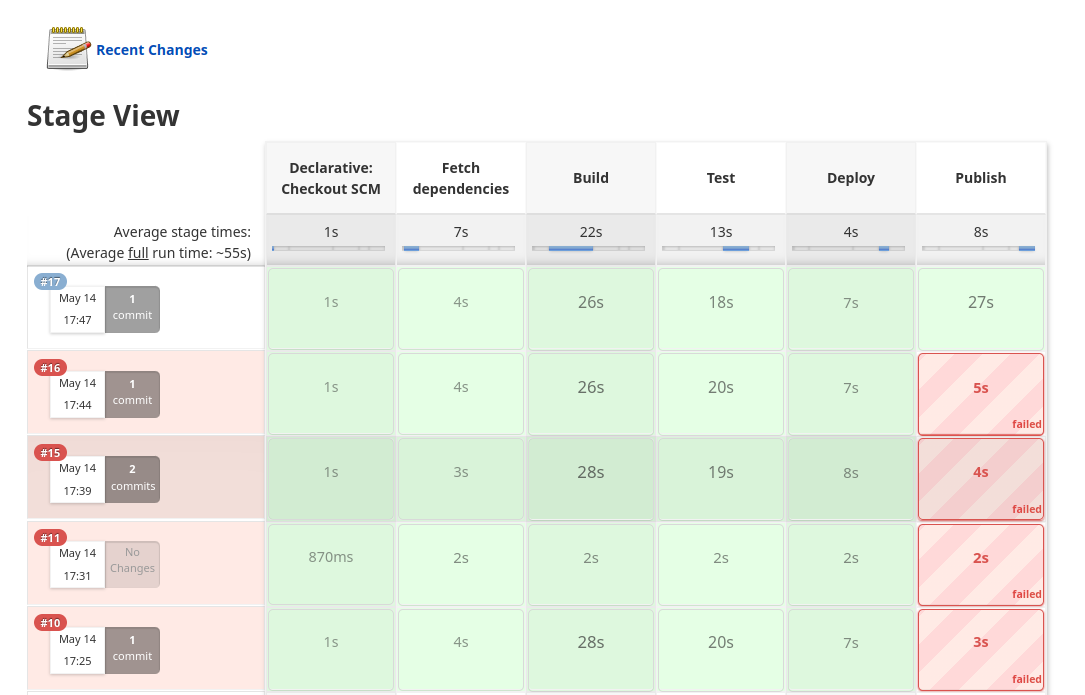 Recent Changes
Stage View
Declarative: Checkout SCM
Fetch dependencies
Build
Test
Deploy
Publish
Average stage times:
(Average full run time: ~55s)
1s
7s
22s
13s
4s
8s
#17
May 14
17:47
1
commit
1s
4s
26s
18s
7s
27s
#16
May 14
17:44
1
commit
1s
4s
26s
20s
7s
5s
failed
#15
May 14
17:39
2
commits
1s
3s
28s
19s
8s
4s
failed
#11
May 14
17:31
No
Changes
870ms
2s
2s
2s
2s
2s
failed
#10
May 14
17:25
1
commit
1s
4s
28s
20s
7s
3s
failed